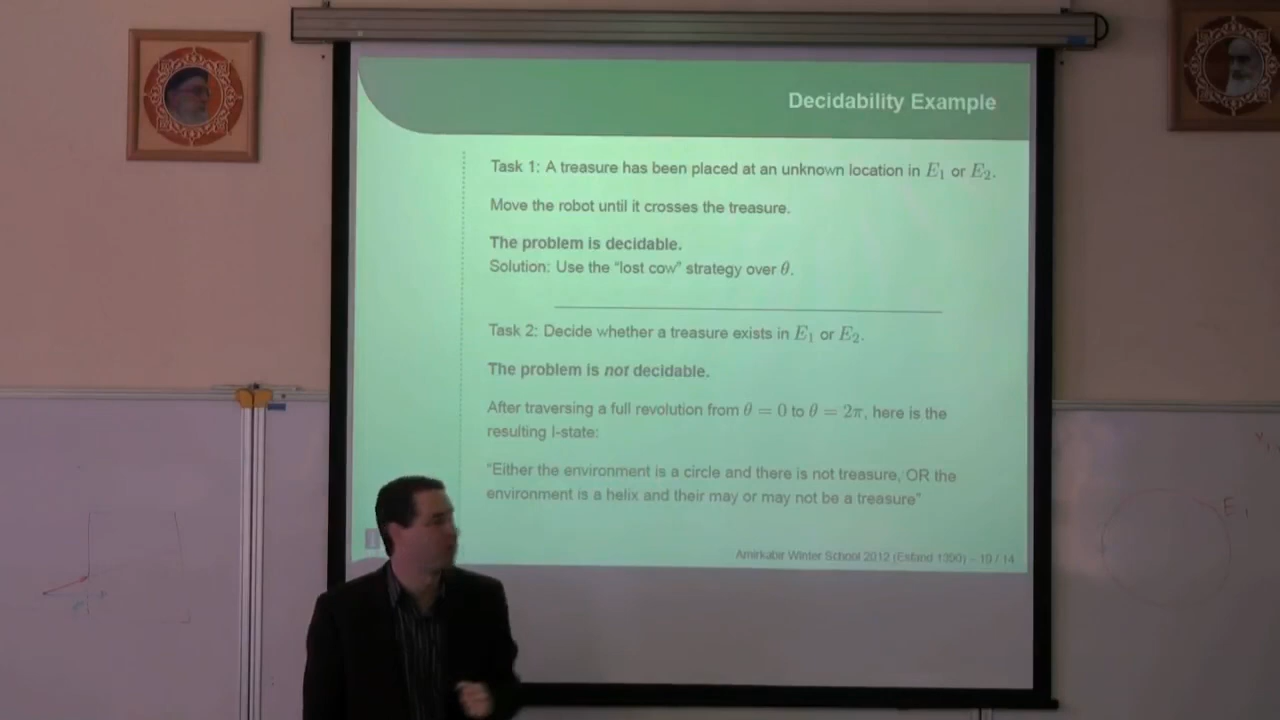 Decidability Example
Task 1: A treasure has been placed at an unknown location in E₁ or E₂.
Move the robot until it crosses the treasure.
The problem is decidable.
Solution: Use the "lost cow" strategy over θ.
Task 2: Decide whether a treasure exists in E₁ or E₂.
The problem is not decidable.
After traversing a full revolution from θ = 0 to θ = 2π, here is the
resulting I-state:
"Either the environment is a circle and there is not treasure, OR the
environment is a helix and their may or may not be a treasure"
Amirkabir Winter School 2012 (Esfand 1390) – 19 / 14
E₁